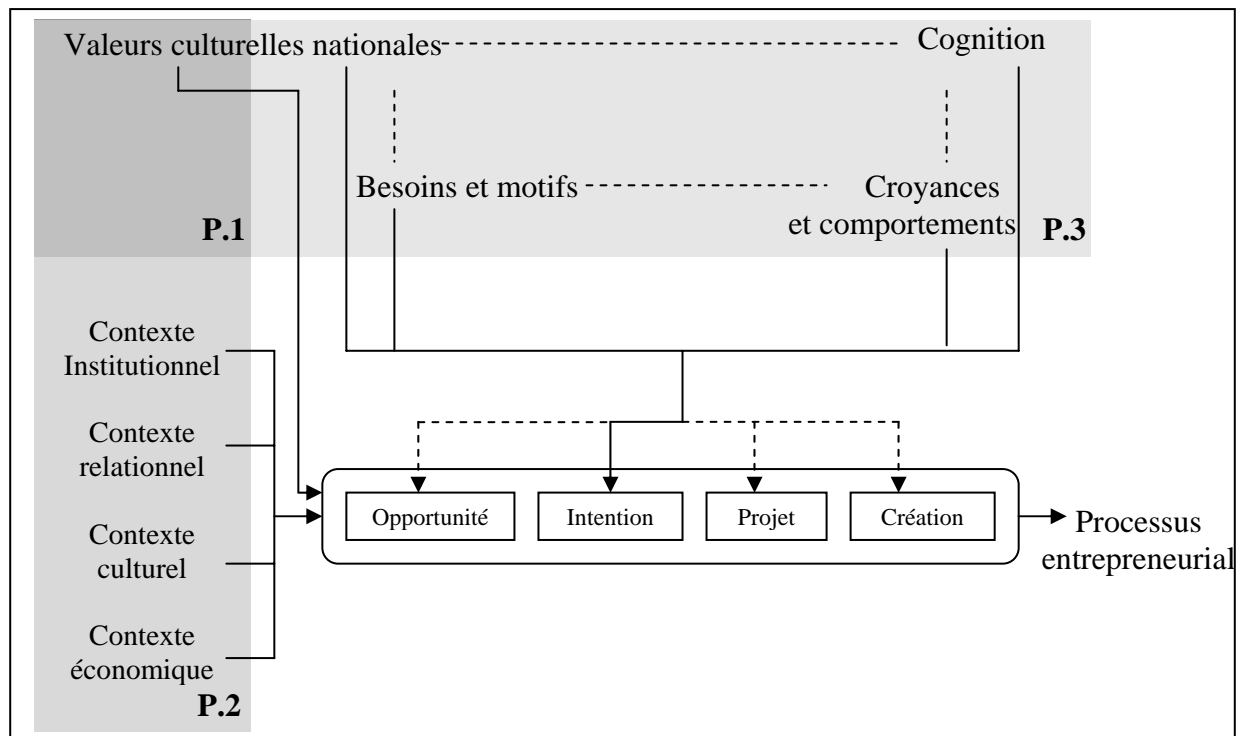 Valeurs culturelles nationales
Cognition
Besoins et motifs
Croyances
et comportements
P.1
P.3
Contexte
Institutionnel
Contexte
relationnel
Opportunité
Intention
Projet
Création
Processus
entrepreneurial
Contexte
culturel
Contexte
économique
P.2